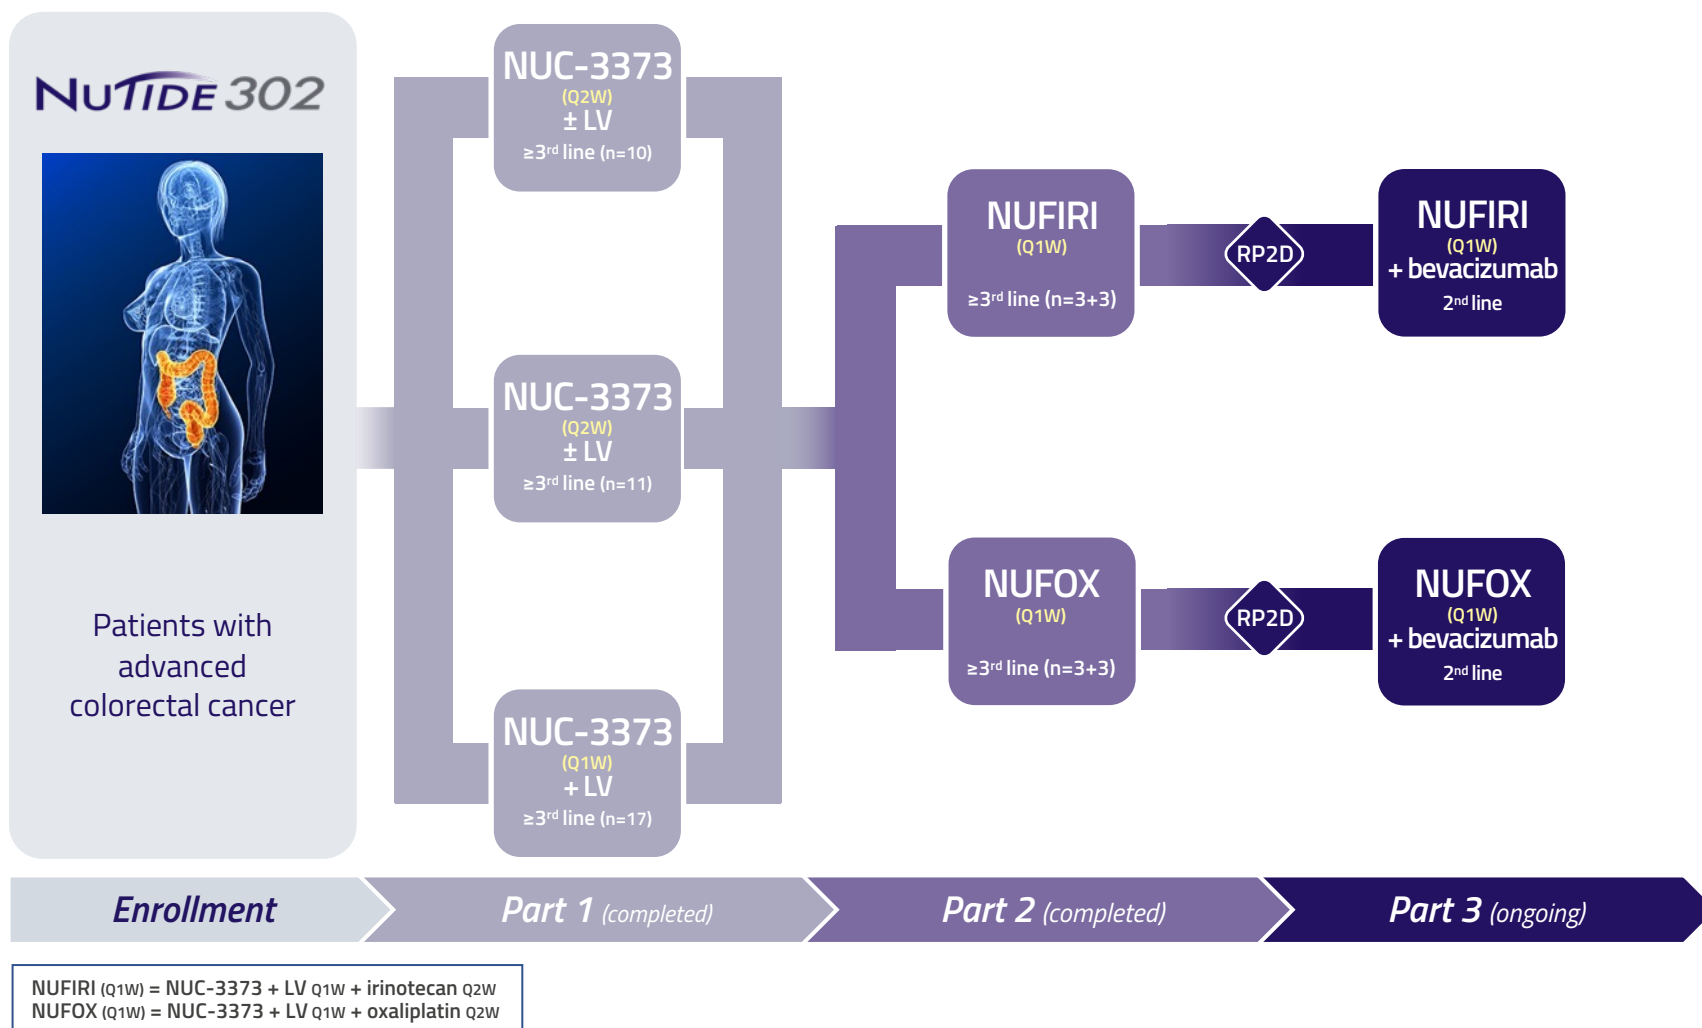 NUTIDE 302
Patients with
advanced
colorectal cancer
NUC-3373
(Q2W)
± LV
≥3rd line (n=10)
NUC-3373
(Q2W)
± LV
≥3rd line (n=11)
NUC-3373
(Q1W)
+ LV
≥3rd line (n=17)
NUFIRI
(Q1W)
≥3rd line (n=3+3)
RP2D
NUFIRI
(Q1W)
+ bevacizumab
2nd line
NUFOX
(Q1W)
≥3rd line (n=3+3)
RP2D
NUFOX
(Q1W)
+ bevacizumab
2nd line
Enrollment
Part 1 (completed)
Part 2 (completed)
Part 3 (ongoing)
NUFIRI (Q1W) = NUC-3373 + LV Q1W + irinotecan Q2W
NUFOX (Q1W) = NUC-3373 + LV Q1W + oxaliplatin Q2W